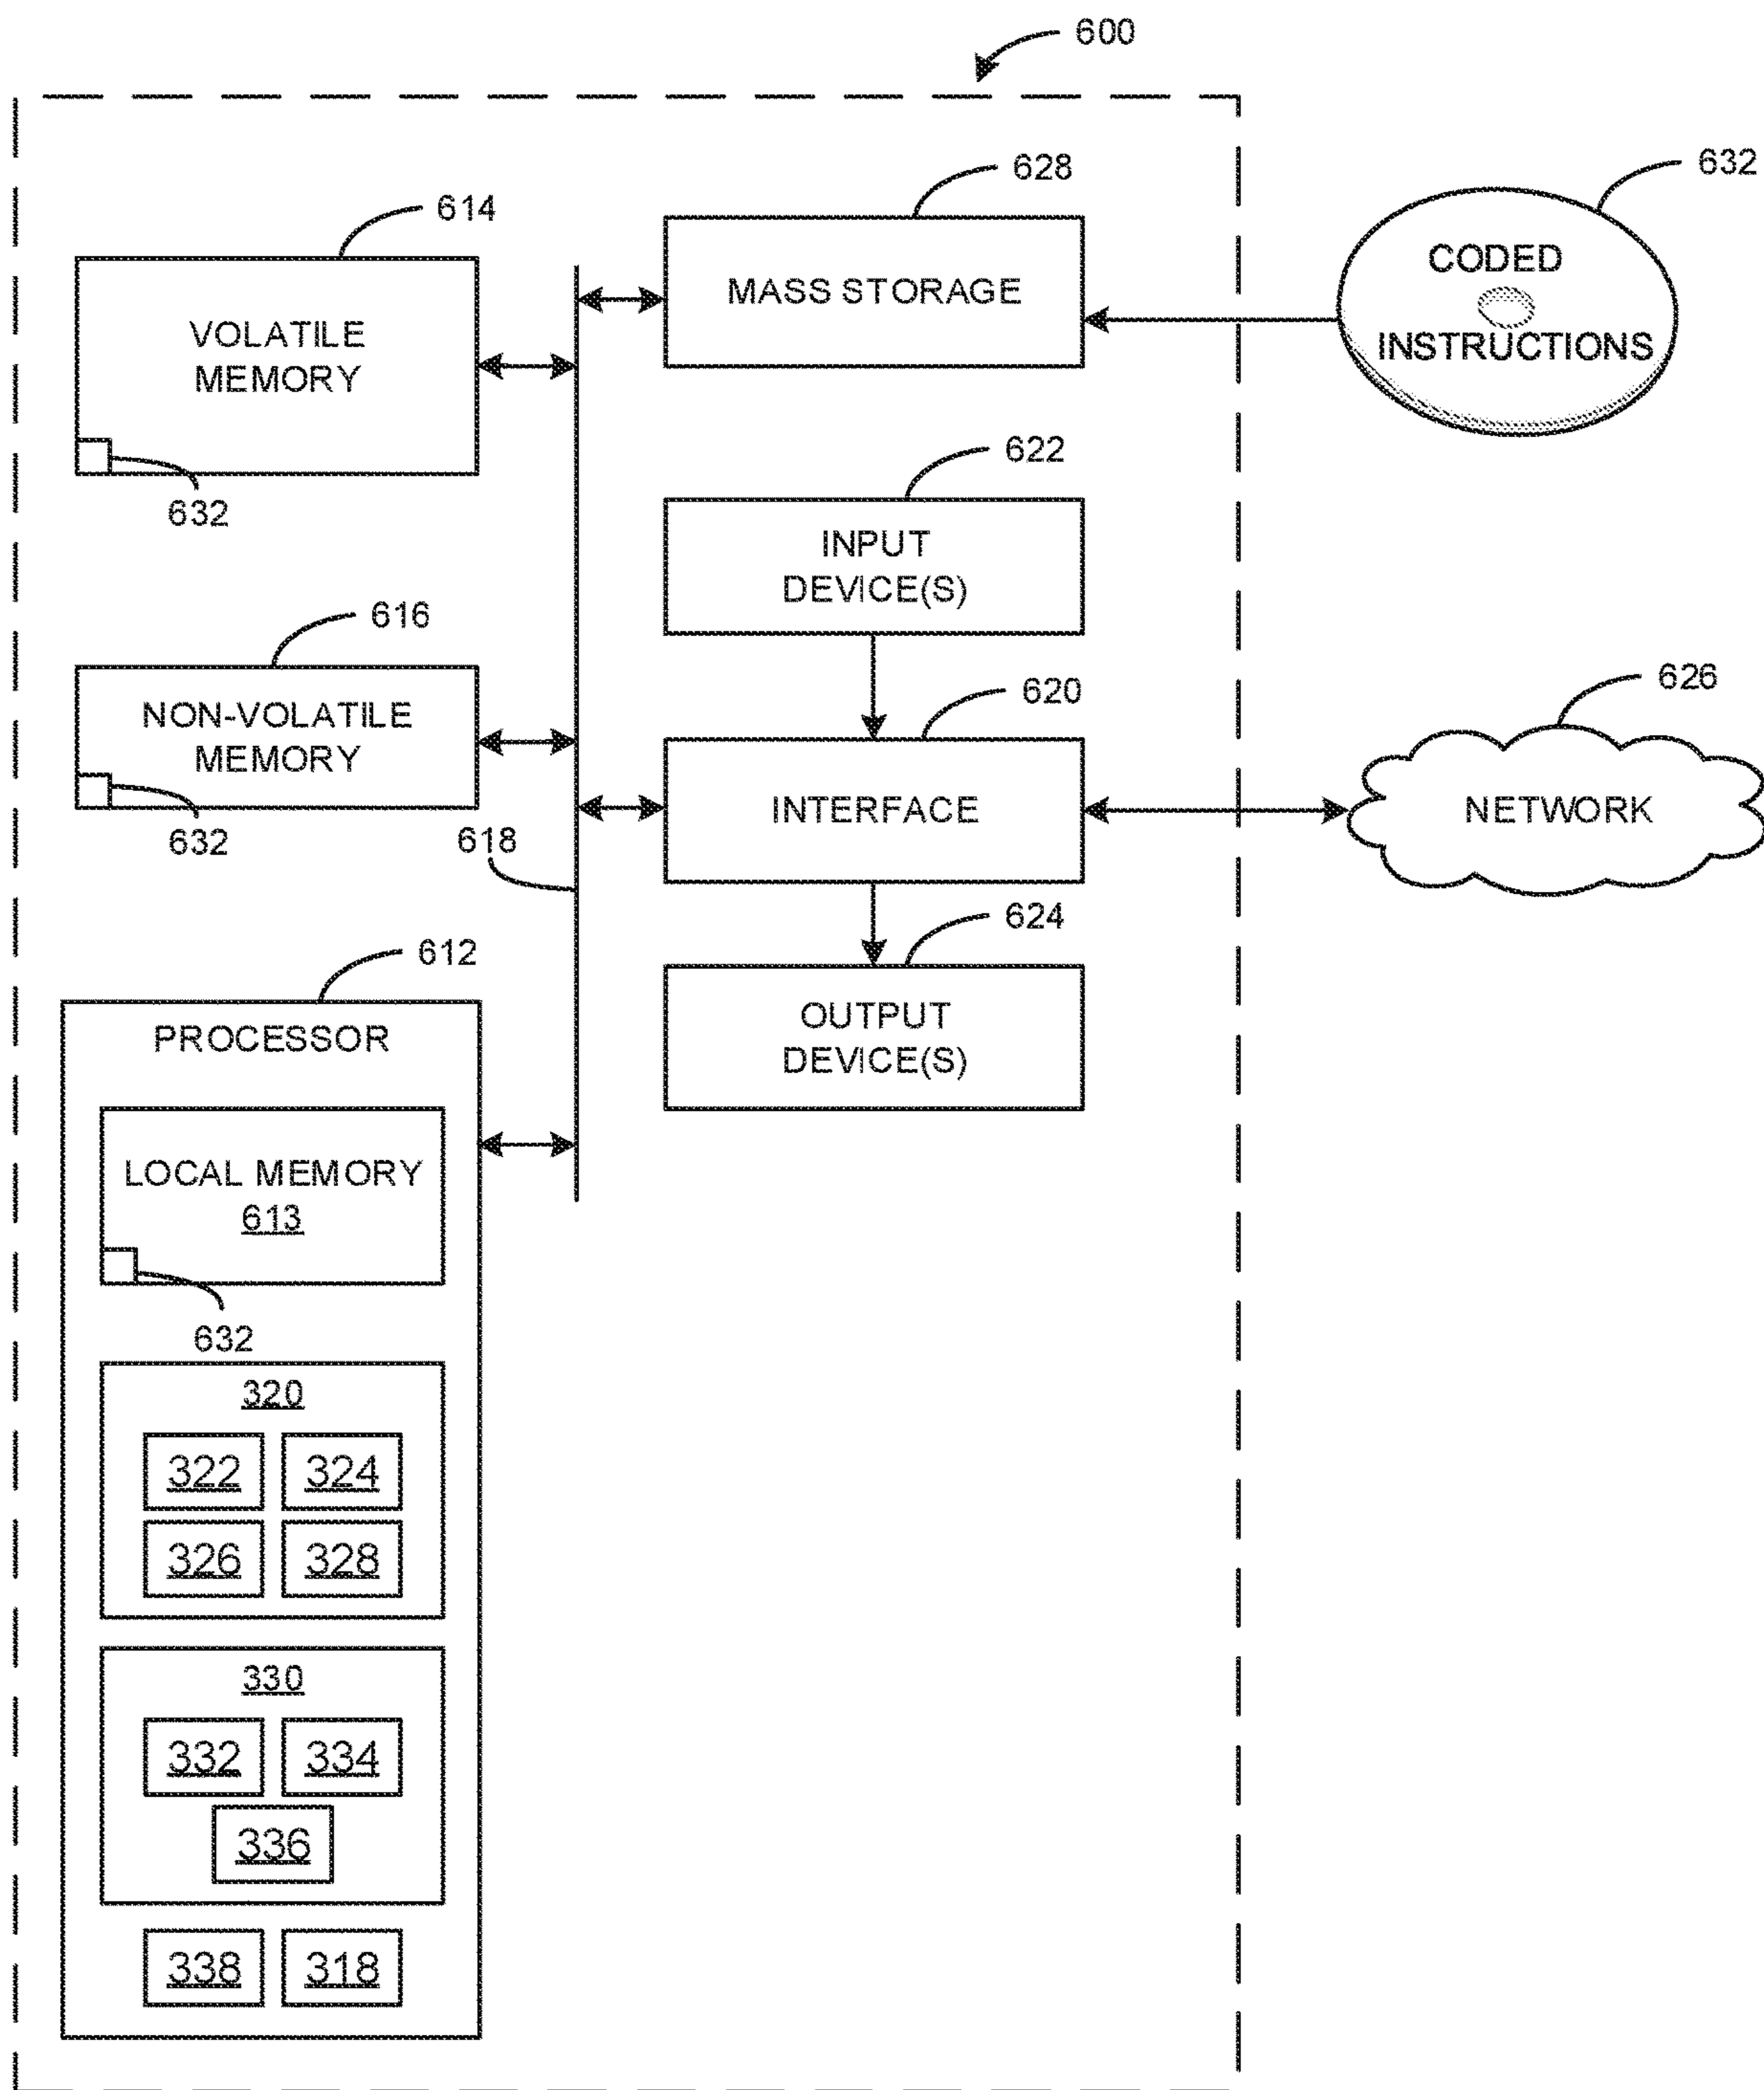 600
628
632
614
MASS STORAGE
CODED
INSTRUCTIONS
VOLATILE
MEMORY
632
622
INPUT
DEVICE(S)
616
620
626
NON-VOLATILE
MEMORY
INTERFACE
NETWORK
632
618
624
612
OUTPUT
DEVICE(S)
PROCESSOR
LOCAL MEMORY
613
632
320
322 324
326 328
330
332 334
336
338 318